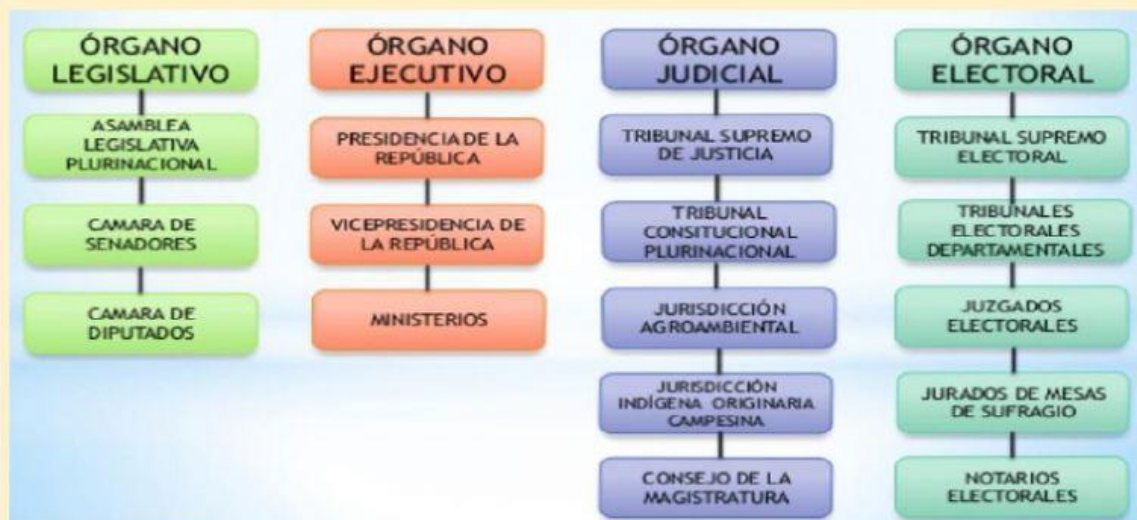 ÓRGANO
LEGISLATIVO
ASAMBLEA
LEGISLATIVA
PLURINACIONAL
CAMARA DE
SENADORES
CAMARA DE
DIPUTADOS
ÓRGANO
EJECUTIVO
PRESIDENCIA DE LA
REPÚBLICA
VICEPRESIDENCIA DE
LA REPÚBLICA
MINISTERIOS
ÓRGANO
JUDICIAL
TRIBUNAL SUPREMO
DE JUSTICIA
TRIBUNAL
CONSITUCIONAL
PLURINACIONAL
JURISDICCIÓN
AGROAMBIENTAL
JURISDICCIÓN
INDÍGENA ORIGINARIA
CAMPESINA
CONSEJO DE LA
MAGISTRATURA
ÓRGANO
ELECTORAL
TRIBUNAL SUPREMO
ELECTORAL
TRIBUNALES
ELECTORALES
DEPARTAMENTALES
JUZGADOS
ELECTORALES
JURADOS DE MESAS
DE SUFRAGIO
NOTARIOS
ELECTORALES